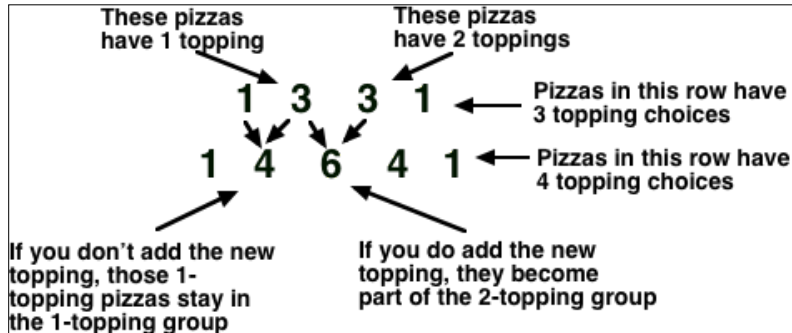 These pizzas
have 1 topping
These pizzas
have 2 toppings
1 3 3 1
Pizzas in this row have
3 topping choices
1 4 6 4 1
Pizzas in this row have
4 topping choices
If you don't add the new
topping, those 1-
topping pizzas stay in
the 1-topping group
If you do add the new
topping, they become
part of the 2-topping group